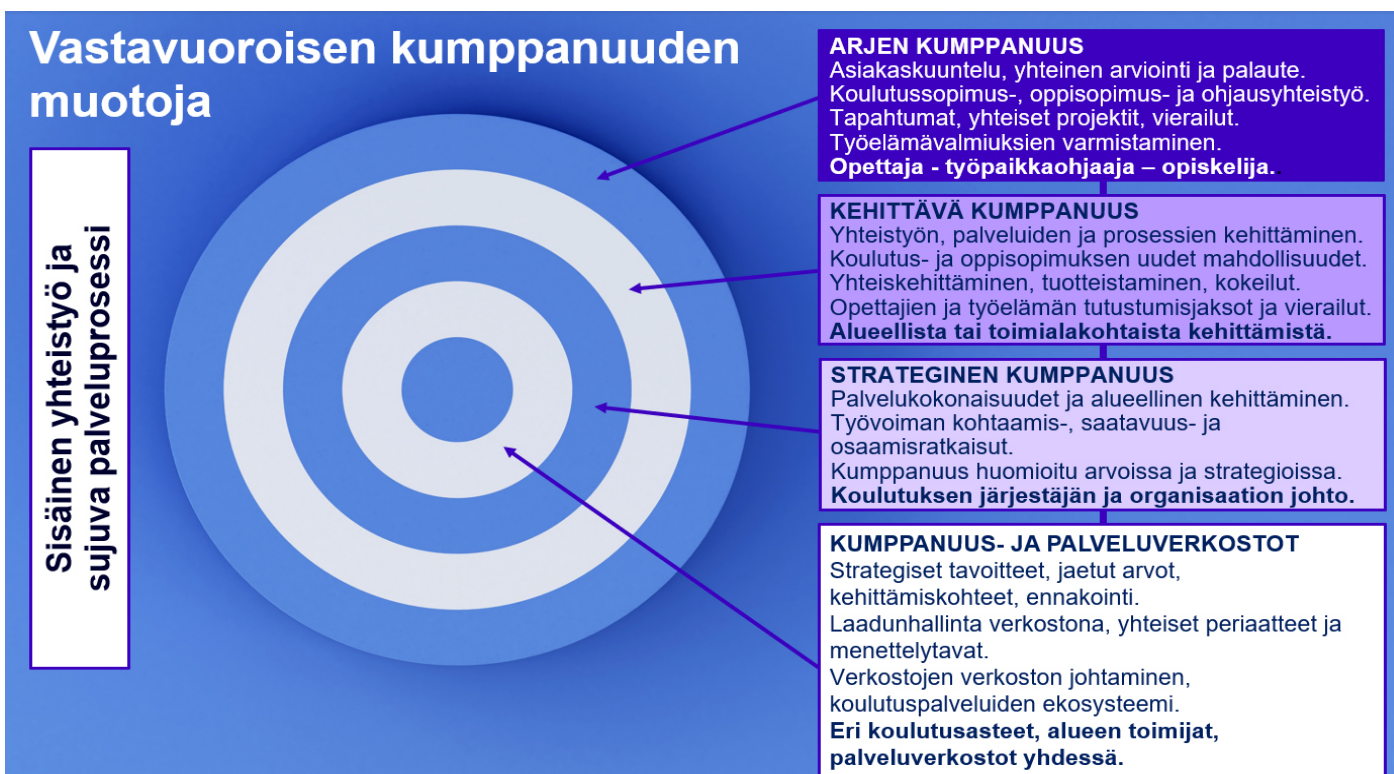 Vastavuoroisen kumppanuuden
muotoja
Sisäinen yhteistyö ja
sujuva palveluprosessi
ARJEN KUMPPANUUS
Asiakaskuuntelu, yhteinen arviointi ja palaute.
Koulutussopimus-, oppisopimus- ja ohjausyhteistyö.
Tapahtumat, yhteiset projektit, vierailut.
Työelämävalmiuksien varmistaminen.
Opettaja - työpaikkaohjaaja – opiskelija..
KEHITTÄVÄ KUMPPANUUS
Yhteistyön, palveluiden ja prosessien kehittäminen.
Koulutus- ja oppisopimuksen uudet mahdollisuudet.
Yhteiskehittäminen, tuotteistaminen, kokeilut.
Opettajien ja työelämän tutustumisjaksot ja vierailut.
Alueellista tai toimialakohtaista kehittämistä.
STRATEGINEN KUMPPANUUS
Palvelukokonaisuudet ja alueellinen kehittäminen.
Työvoiman kohtaamis-, saatavuus- ja
osaamisratkaisut.
Kumppanuus huomioitu arvoissa ja strategioissa.
Koulutuksen järjestäjän ja organisaation johto.
KUMPPANUUS- JA PALVELUVERKOSTOT
Strategiset tavoitteet, jaetut arvot,
kehittämiskohteet, ennakointi.
Laadunhallinta verkostona, yhteiset periaatteet ja
menettelytavat.
Verkostojen verkoston johtaminen,
koulutuspalveluiden ekosysteemi.
Eri koulutusasteet, alueen toimijat,
palveluverkostot yhdessä.